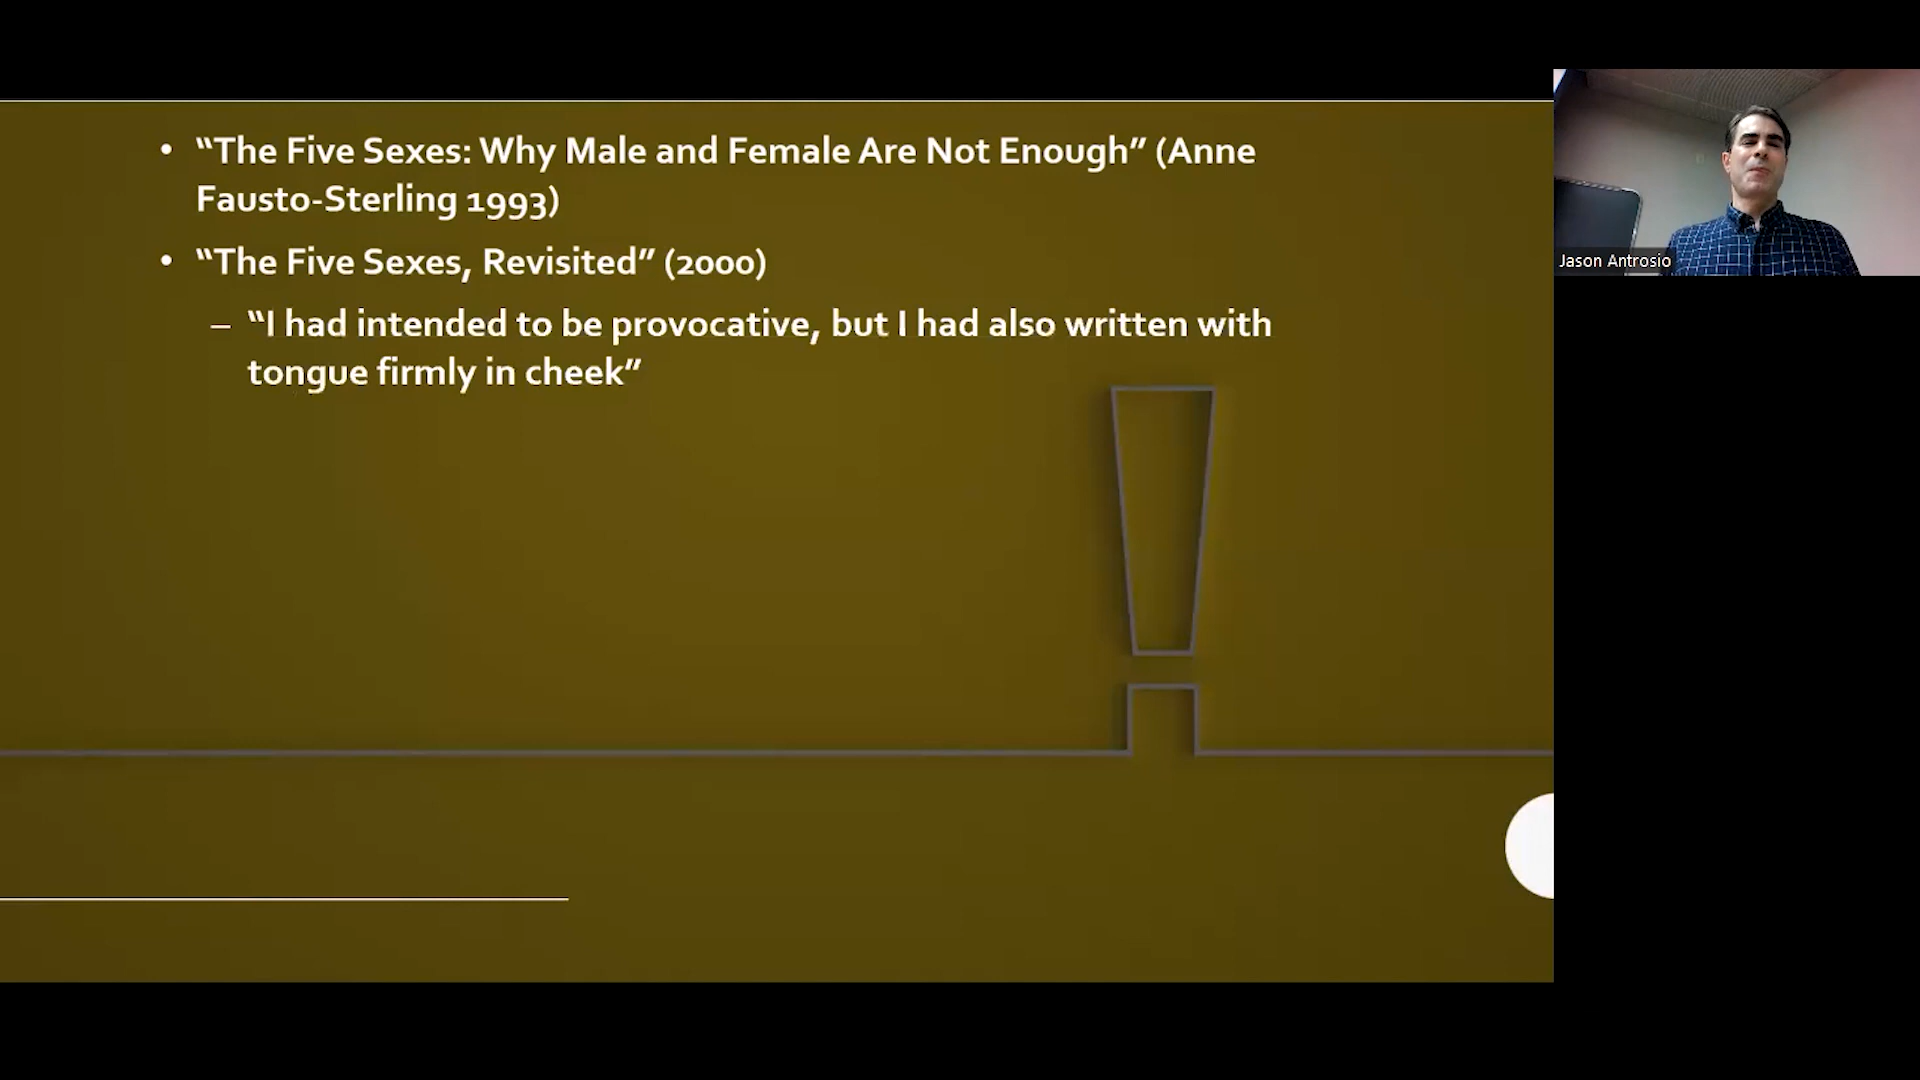 • “The Five Sexes: Why Male and Female Are Not Enough” (Anne
Fausto-Sterling 1993)
• “The Five Sexes, Revisited” (2000)
– “I had intended to be provocative, but I had also written with
tongue firmly in cheek”
Jason Antrosio